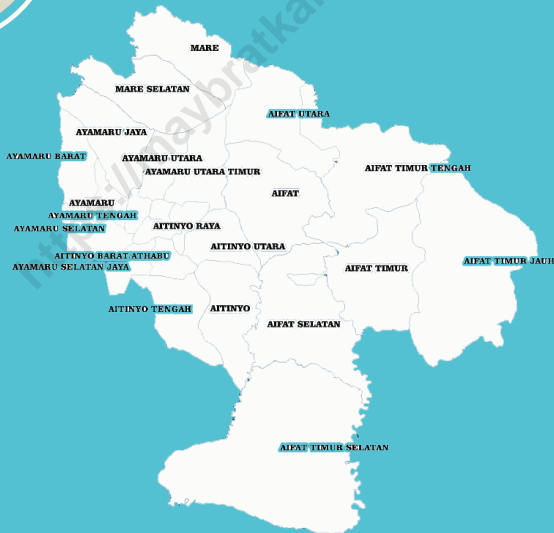 MARE
MARE SELATAN
AIFAT UTARA
AYAMARU JAYA
AYAMARU BARAT
AYAMARU UTARA
AIFAT TIMUR TENGAH
AYAMARU UTARA TIMUR
AIFAT
AYAMARU
AYAMARU TENGAH
AYAMARU SELATAN
AITINYO RAYA
AITINYO UTARA
AITINYO BARAT ATHABU
AIFAT TIMUR JAUH
AYAMARU SELATAN JAYA
AIFAT TIMUR
AITINYO TENGAH
AITINYO
AIFAT SELATAN
AIFAT TIMUR SELATAN
https://maybratka